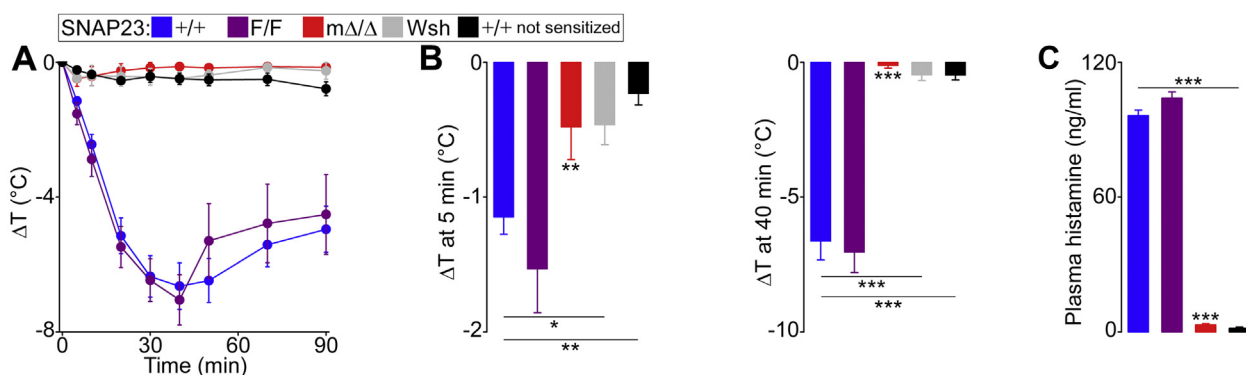 SNAP23: +/+ F/F mΔ/Δ Wsh +/+ not sensitized
A
ΔT (°C)
0
-4
-8
0 30 60 90
Time (min)
B
ΔT at 5 min (°C)
0
-1
-2
**
*
**
ΔT at 40 min (°C)
0
-5
-10
***
***
***
C
Plasma histamine (ng/ml)
120
60
0
***
***